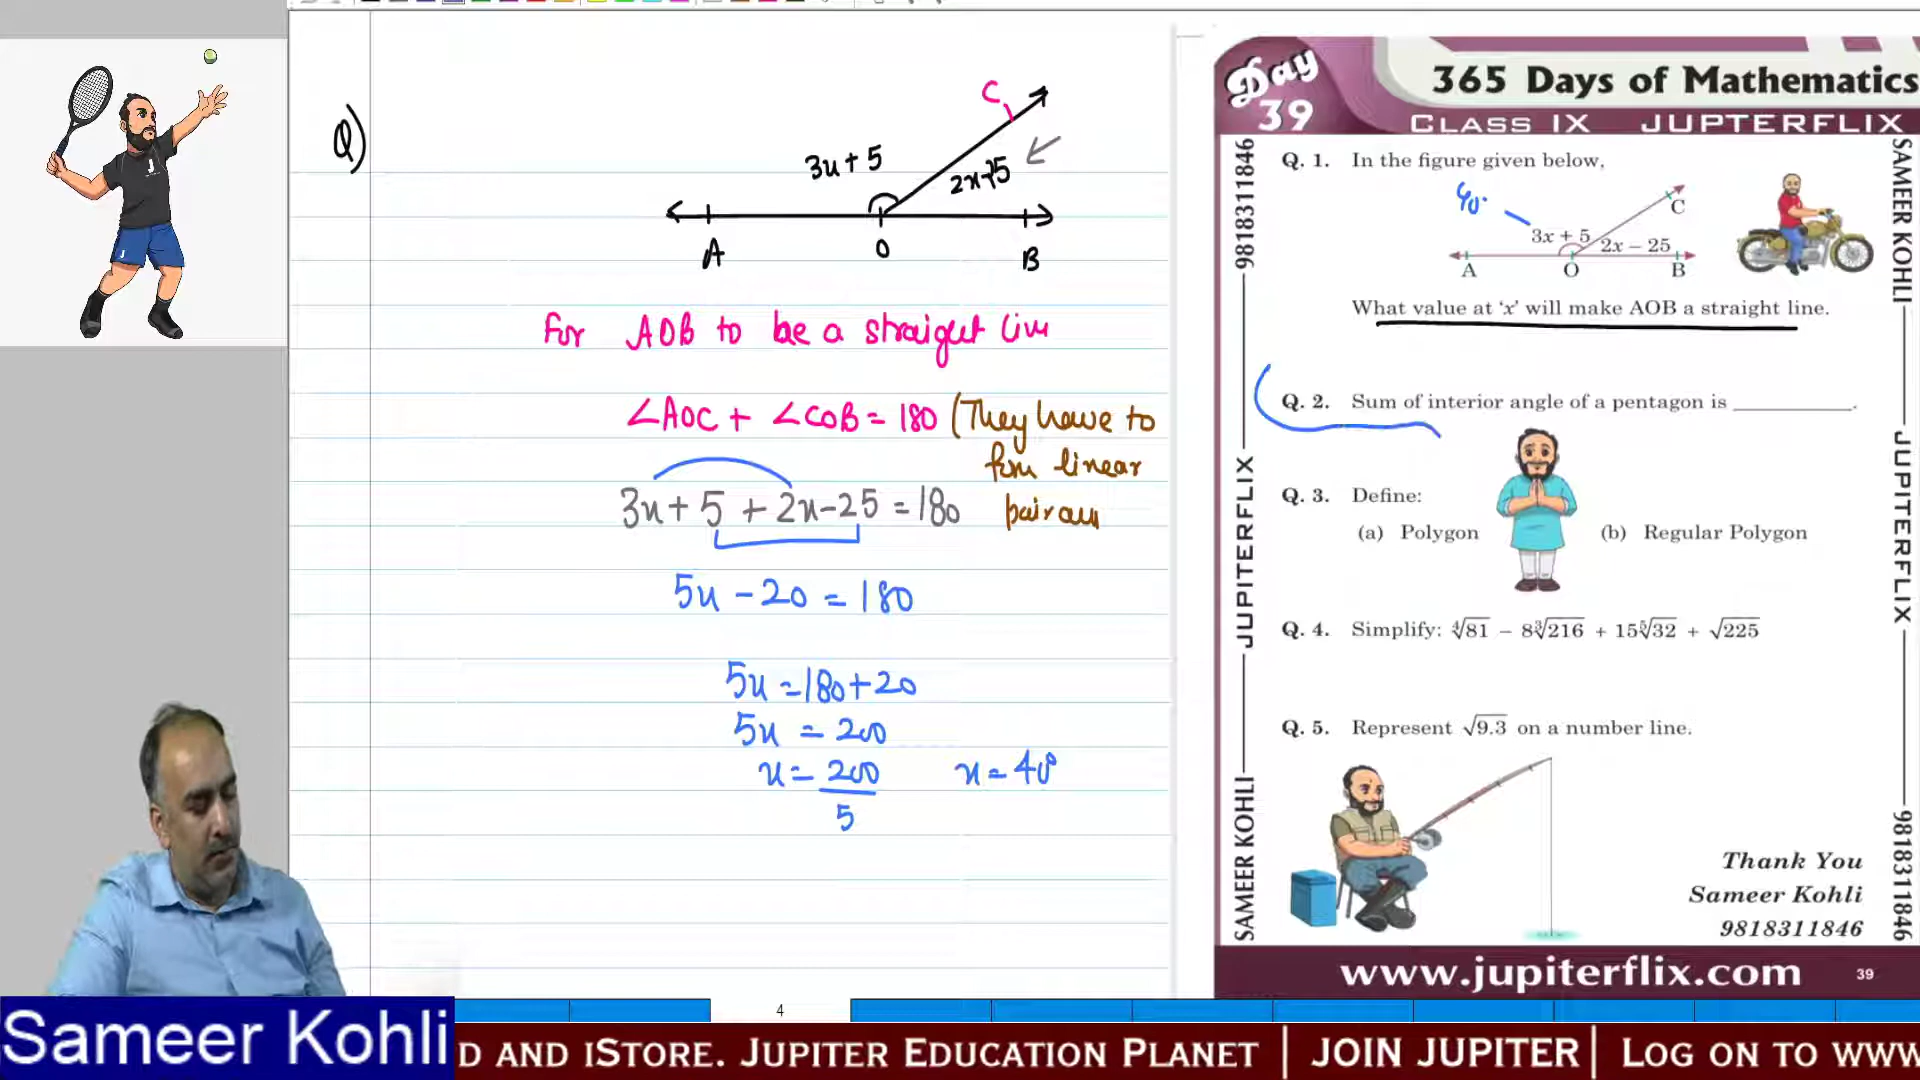 Q)
C
3x + 5
2x-25
A
O
B
For AOB to be a straight line
∠AOC + ∠COB = 180 (They have to
form linear
pair
3x + 5 + 2x - 25 = 180
5x - 20 = 180
5x = 180 + 20
5x = 200
x = 200
5
x = 40°
4
Day
39
365 Days of Mathematics
CLASS IX JUPTERFLIX
Q. 1. In the figure given below,
40°
C
3x + 5
2x – 25
A
O
B
What value at ‘x’ will make AOB a straight line.
Q. 2. Sum of interior angle of a pentagon is ___________.
Q. 3. Define:
(a) Polygon
(b) Regular Polygon
Q. 4. Simplify: ∜81 – 8∛216 + 15⁵√32 + √225
Q. 5. Represent √9.3 on a number line.
Thank You
Sameer Kohli
9818311846
SAMEER KOHLI JUPITERFLIX 9818311846
SAMEER KOHLI JUPITERFLIX 9818311846
www.jupiterflix.com
39
Sameer Kohli
D AND iSTORE. JUPITER EDUCATION PLANET | JOIN JUPITER | LOG ON TO WWW